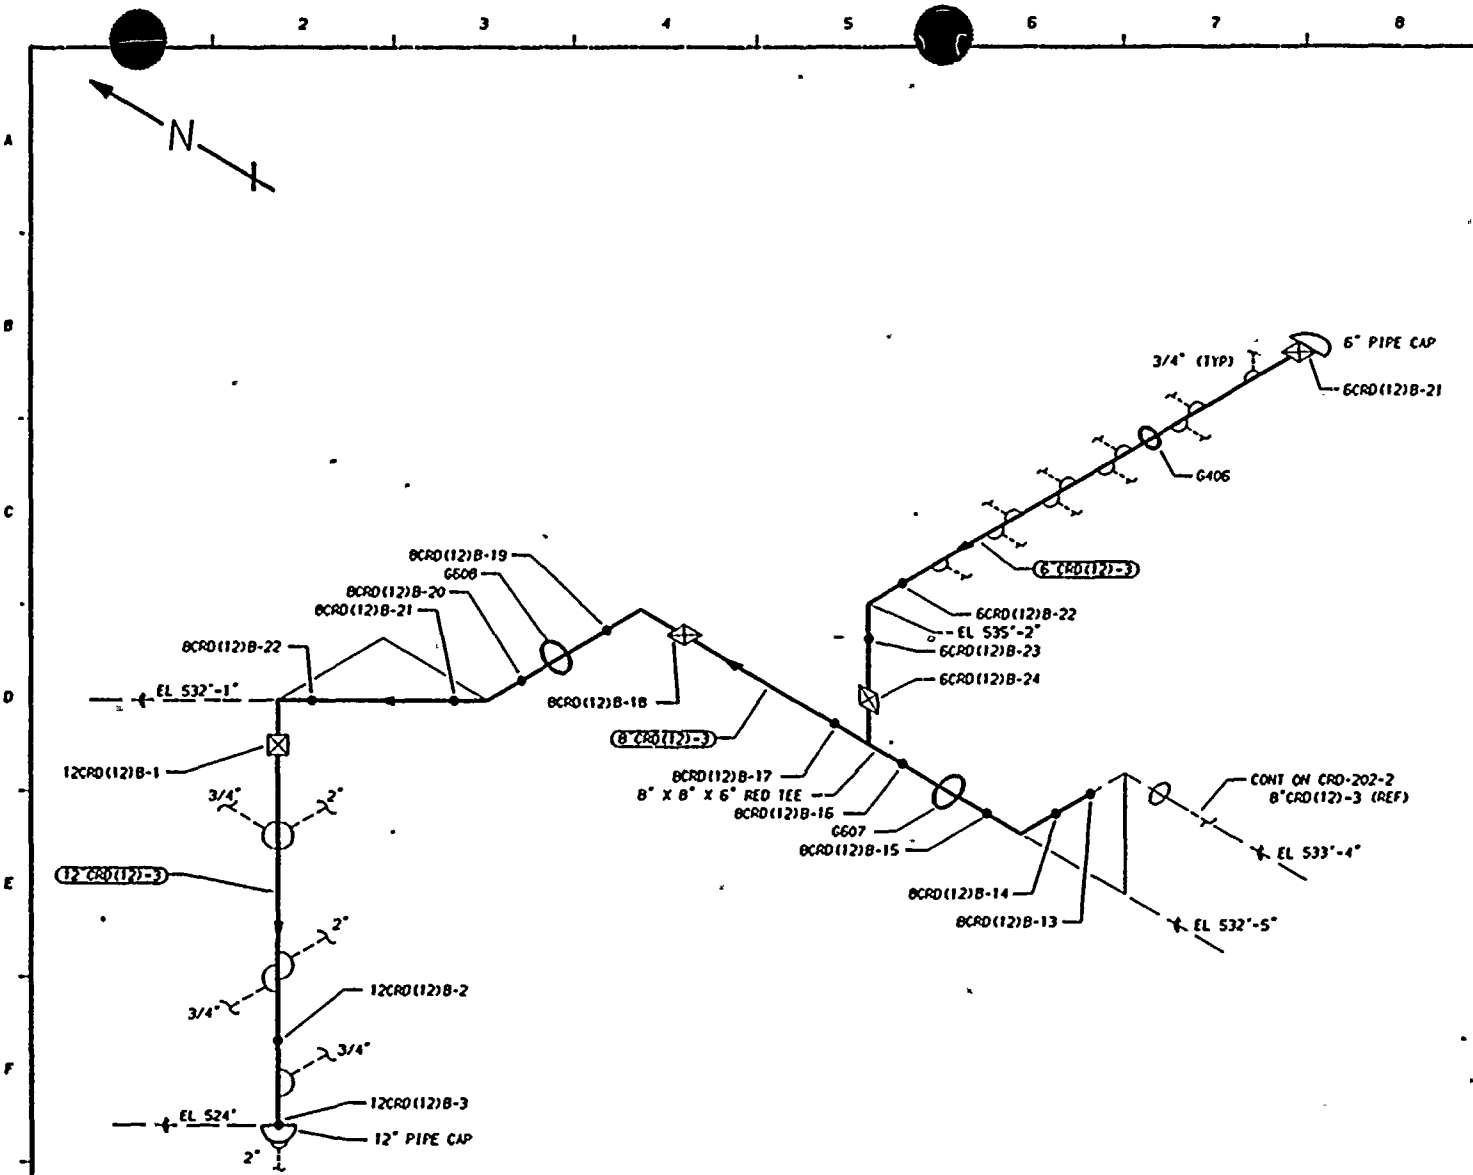 2 3 4 5 6 7 8
A
N
B
6" PIPE CAP
3/4" (TYP)
6CRD(12)B-21
G406
C
8CRD(12)B-19
G608
8CRD(12)B-20
8CRD(12)B-21
6 CRD(12)-3
6CRD(12)B-22
EL 535'-2"
8CRD(12)B-22
6CRD(12)B-23
6CRD(12)B-24
D
EL 532'-1"
8CRD(12)B-18
8 CRD(12)-3
12CRD(12)B-1
8CRD(12)B-17
8" X 8" X 6" RED TEE
8CRD(12)B-16
CONT ON CRD-202-2
8"CRD(12)-3 (REF)
3/4"
2"
G607
8CRD(12)B-15
EL 533'-4"
12 CRD(12)-3
E
8CRD(12)B-14
8CRD(12)B-13
EL 532'-5"
2"
12CRD(12)B-2
3/4"
3/4"
F
12CRD(12)B-3
EL 524'
12" PIPE CAP
2"